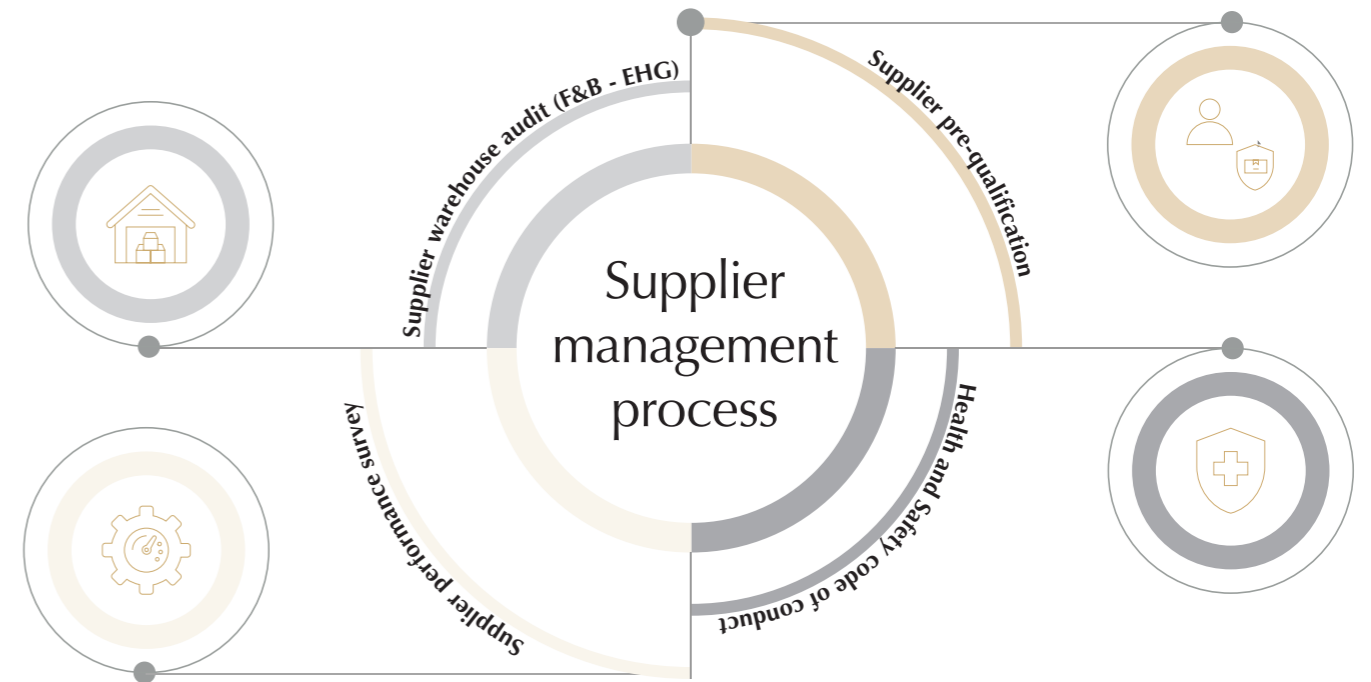 Supplier warehouse audit (F&B - EHG)
Supplier pre-qualification
Supplier
management
process
Supplier performance survey
Health and Safety code of conduct